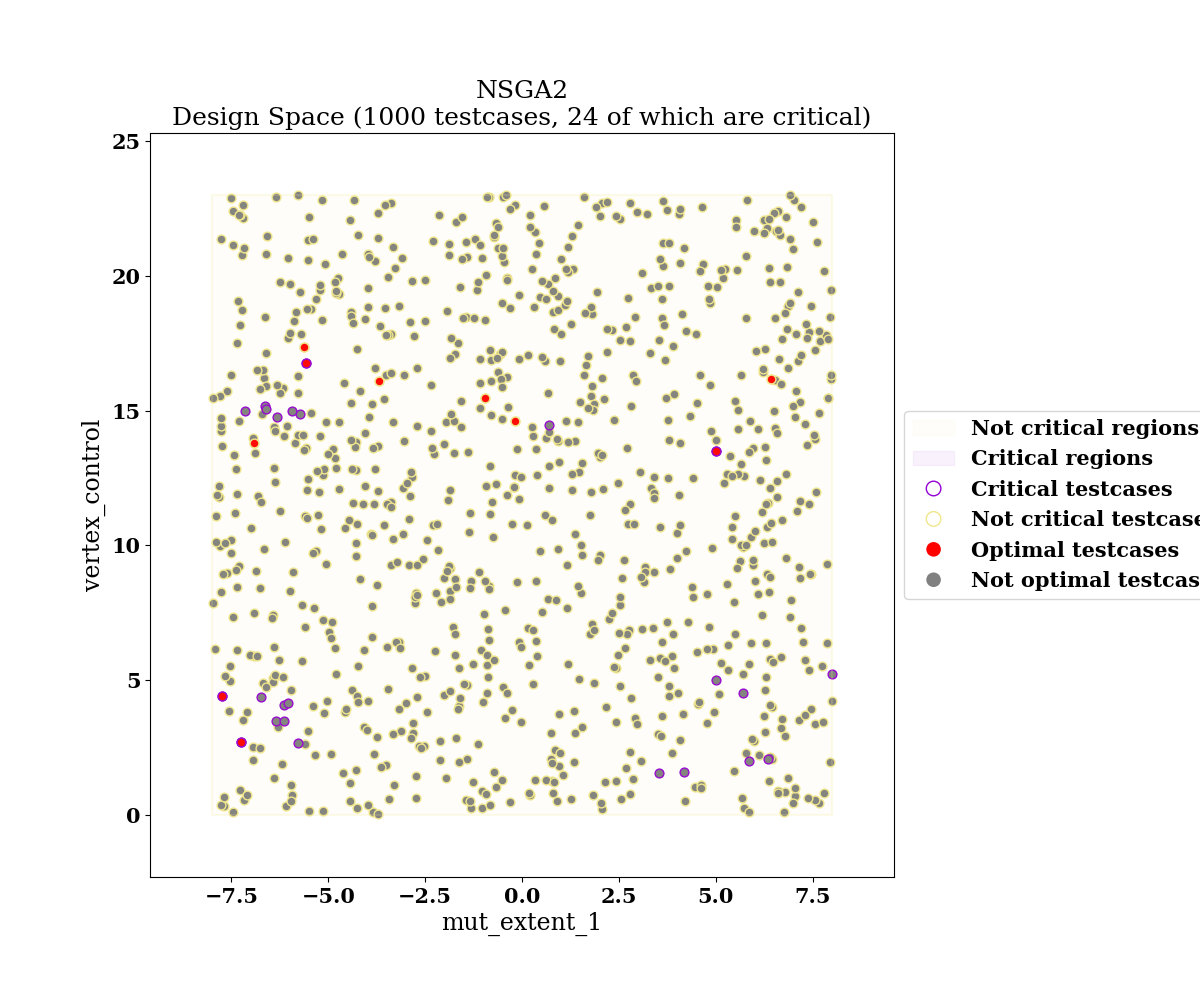 NSGA2
Design Space (1000 testcases, 24 of which are critical)
25
20
15
10
5
0
vertex_control
−7.5
−5.0
−2.5
0.0
2.5
5.0
7.5
mut_extent_1
Not critical regions
Critical regions
Critical testcases
Not critical testcase
Optimal testcases
Not optimal testcas